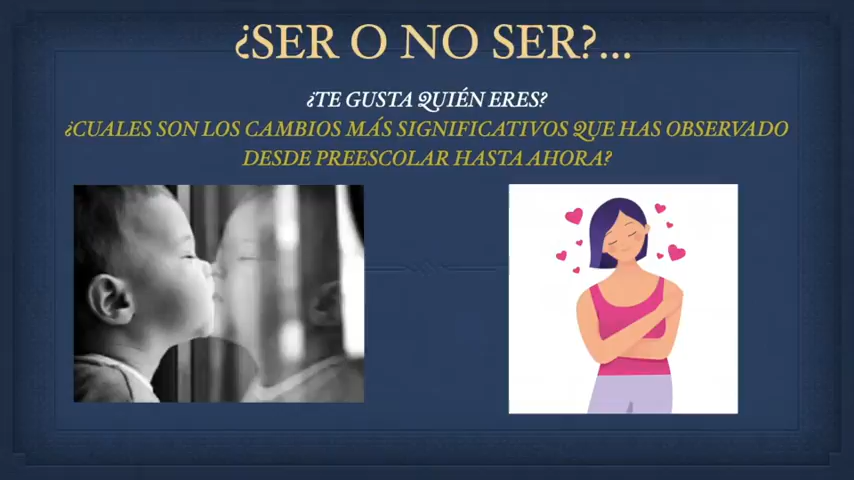 ¿SER O NO SER?...
¿TE GUSTA QUIÉN ERES?
¿CUALES SON LOS CAMBIOS MÁS SIGNIFICATIVOS QUE HAS OBSERVADO
DESDE PREESCOLAR HASTA AHORA?